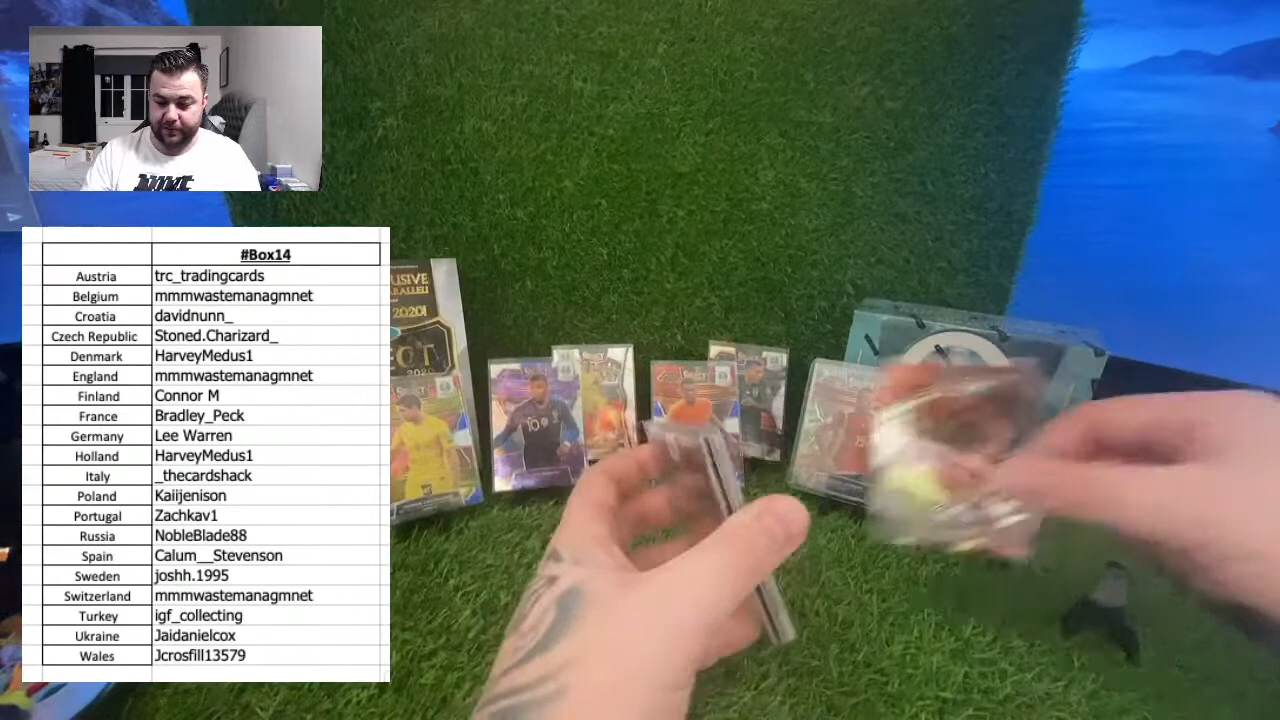 NIKE
#Box14
Austria trc_tradingcards
Belgium mmmwastemanagmnet
Croatia davidnunn_
Czech Republic Stoned.Charizard_
Denmark HarveyMedus1
England mmmwastemanagmnet
Finland Connor M
France Bradley_Peck
Germany Lee Warren
Holland HarveyMedus1
Italy _thecardshack
Poland Kaiijenison
Portugal Zachkav1
Russia NobleBlade88
Spain Calum__Stevenson
Sweden joshh.1995
Switzerland mmmwastemanagmnet
Turkey igf_collecting
Ukraine Jaidanielcox
Wales Jcrosfill13579
2020
10
15